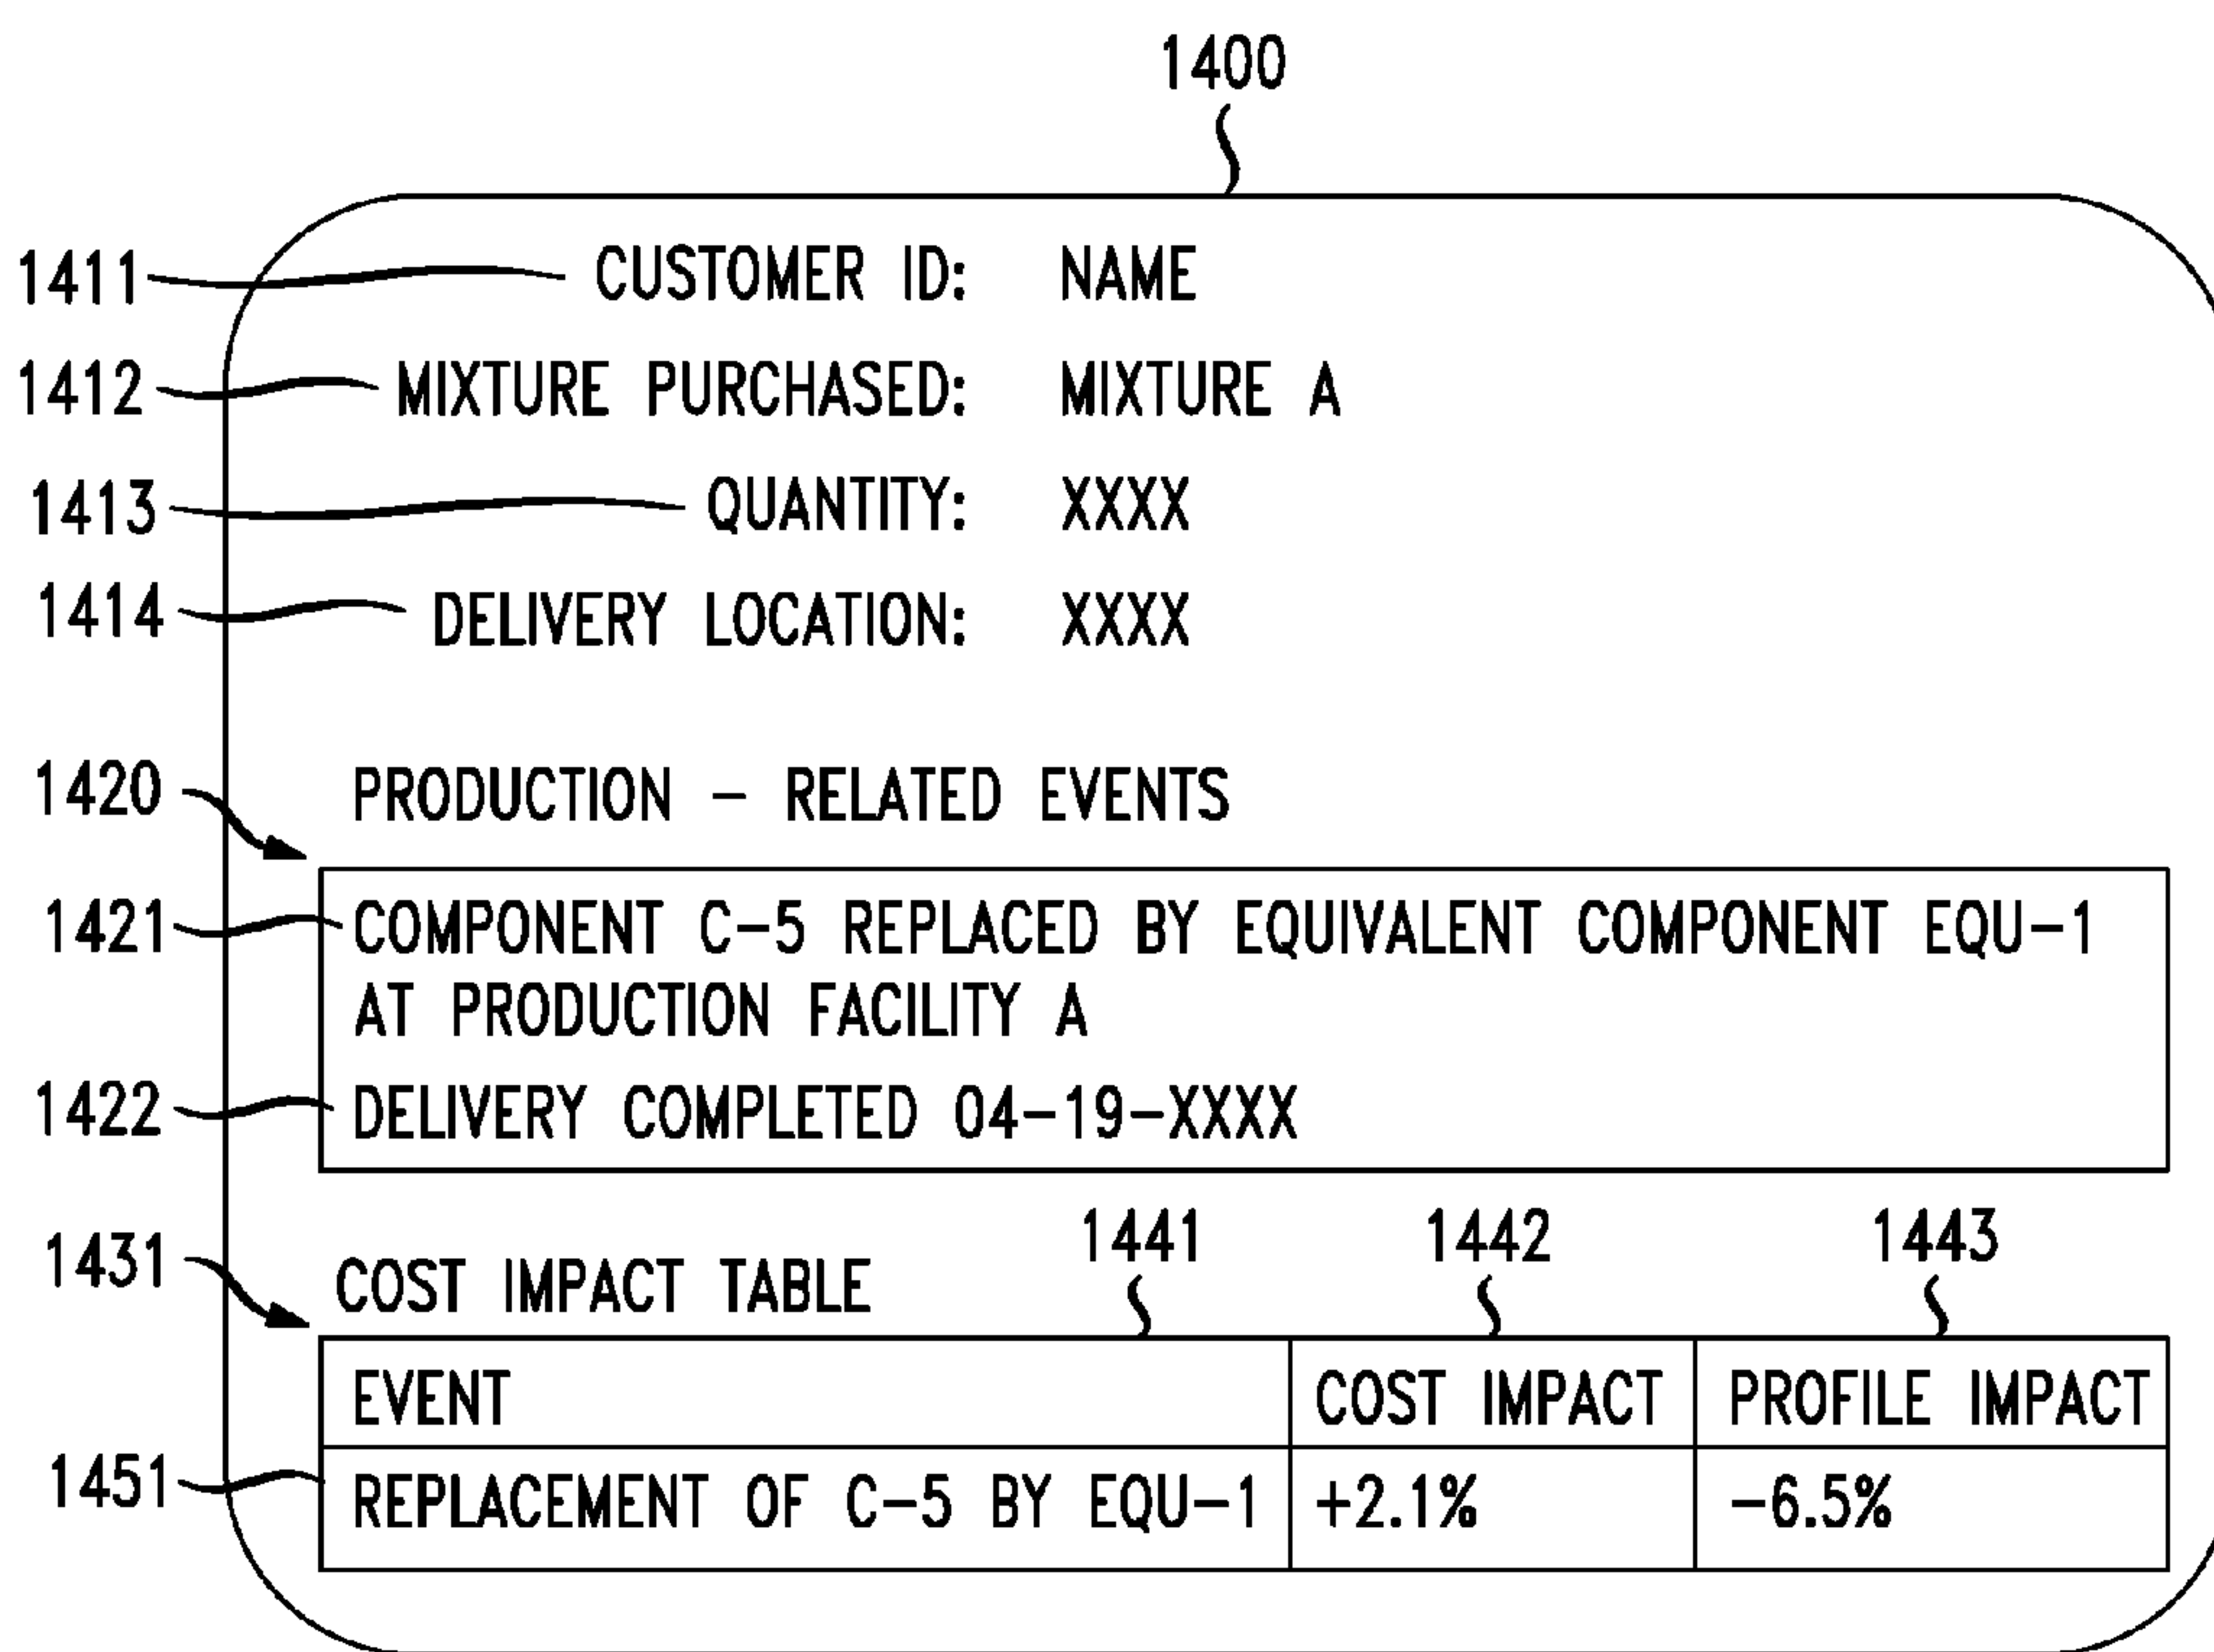 1400
1411 CUSTOMER ID: NAME
1412 MIXTURE PURCHASED: MIXTURE A
1413 QUANTITY: XXXX
1414 DELIVERY LOCATION: XXXX
1420 PRODUCTION - RELATED EVENTS
1421 COMPONENT C-5 REPLACED BY EQUIVALENT COMPONENT EQU-1
AT PRODUCTION FACILITY A
1422 DELIVERY COMPLETED 04-19-XXXX
1441 1442 1443
1431 COST IMPACT TABLE
EVENT COST IMPACT PROFILE IMPACT
1451 REPLACEMENT OF C-5 BY EQU-1 +2.1% -6.5%